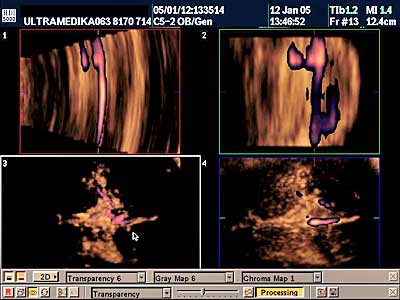 ULTRAMEDIKA063 8170 714
05/01/12:133514
C5-2 OB/Gen
12 Jan 05
13:46:52
TIb1.2 MI 1.4
Fr #13 12.4cm
1
2
3
4
2D
Transparency 6
Gray Map 6
Chroma Map 1
R
Transparency
Processing